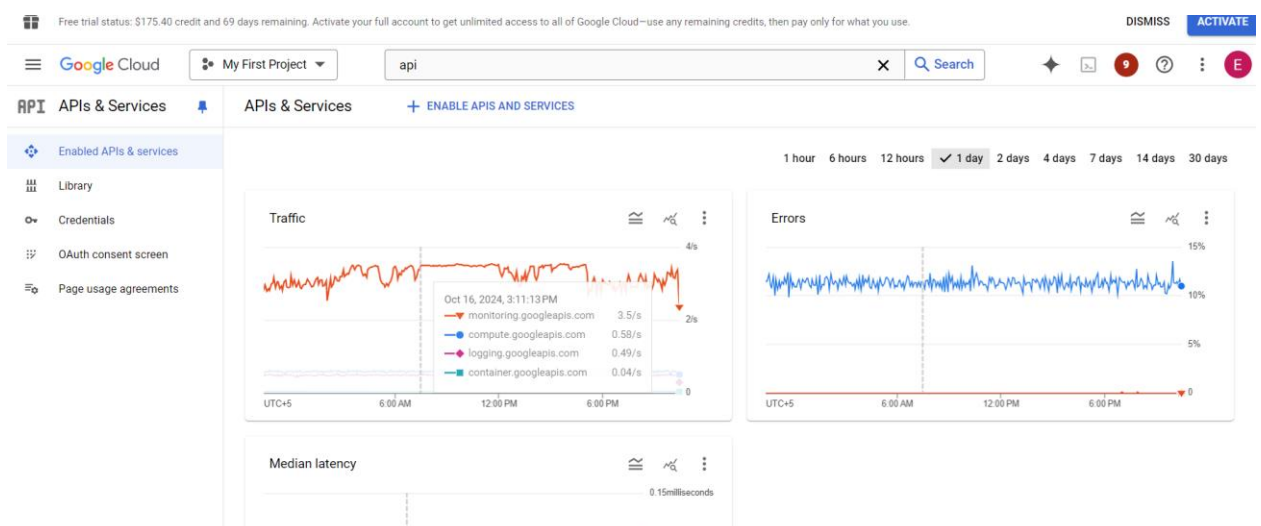 Free trial status: $175.40 credit and 69 days remaining. Activate your full account to get unlimited access to all of Google Cloud—use any remaining credits, then pay only for what you use.
DISMISS
ACTIVATE
Google Cloud
My First Project
api
Search
9
E
API APIs & Services
APIs & Services
+ ENABLE APIS AND SERVICES
Enabled APIs & services
Library
Credentials
OAuth consent screen
Page usage agreements
1 hour 6 hours 12 hours 1 day 2 days 4 days 7 days 14 days 30 days
Traffic
4/s
2/s
0
Oct 16, 2024, 3:11:13 PM
monitoring.googleapis.com 3.5/s
compute.googleapis.com 0.58/s
logging.googleapis.com 0.49/s
container.googleapis.com 0.04/s
UTC+5 6:00 AM 12:00 PM 6:00 PM
Errors
15%
10%
5%
0
UTC+5 6:00 AM 12:00 PM 6:00 PM
Median latency
0.15milliseconds